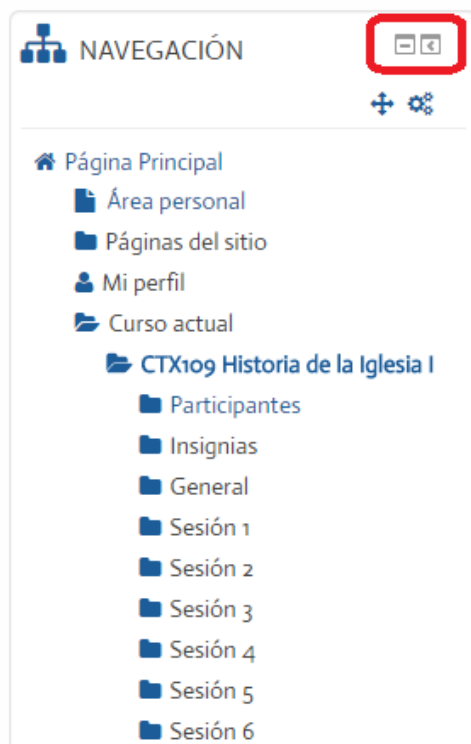 NAVEGACIÓN
Página Principal
Área personal
Páginas del sitio
Mi perfil
Curso actual
CTX109 Historia de la Iglesia I
Participantes
Insignias
General
Sesión 1
Sesión 2
Sesión 3
Sesión 4
Sesión 5
Sesión 6